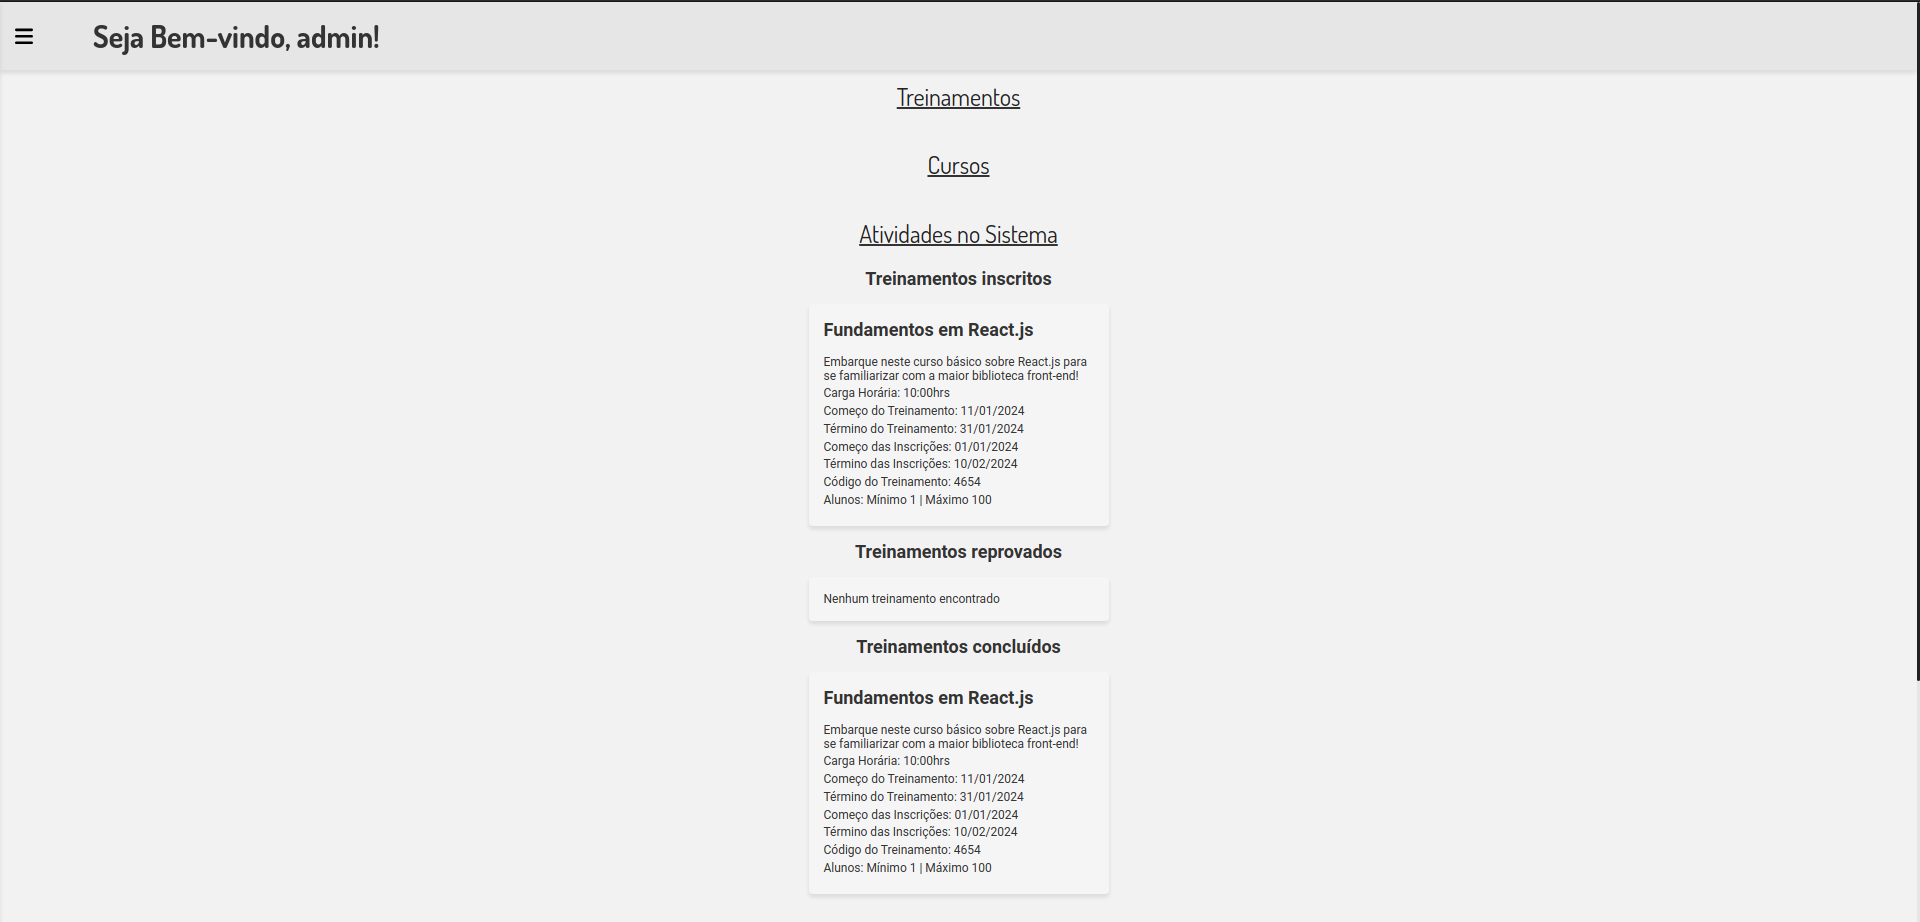 Seja Bem-vindo, admin!
Treinamentos
Cursos
Atividades no Sistema
Treinamentos inscritos
Fundamentos em React.js
Embarque neste curso básico sobre React.js para
se familiarizar com a maior biblioteca front-end!
Carga Horária: 10:00hrs
Começo do Treinamento: 11/01/2024
Término do Treinamento: 31/01/2024
Começo das Inscrições: 01/01/2024
Término das Inscrições: 10/02/2024
Código do Treinamento: 4654
Alunos: Mínimo 1 | Máximo 100
Treinamentos reprovados
Nenhum treinamento encontrado
Treinamentos concluídos
Fundamentos em React.js
Embarque neste curso básico sobre React.js para
se familiarizar com a maior biblioteca front-end!
Carga Horária: 10:00hrs
Começo do Treinamento: 11/01/2024
Término do Treinamento: 31/01/2024
Começo das Inscrições: 01/01/2024
Término das Inscrições: 10/02/2024
Código do Treinamento: 4654
Alunos: Mínimo 1 | Máximo 100